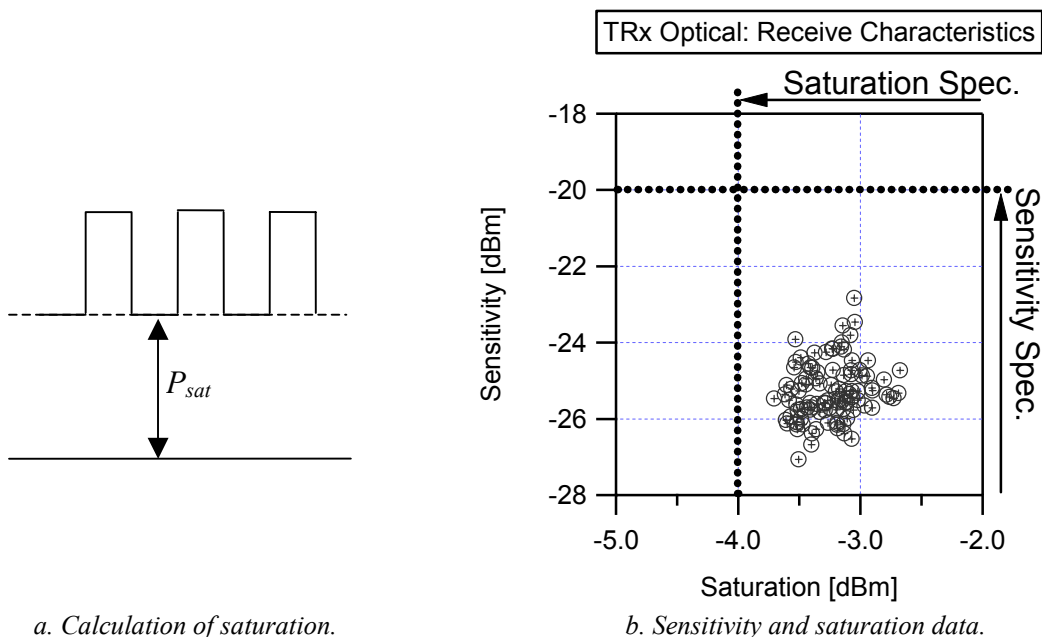 TRx Optical: Receive Characteristics
Saturation Spec.
-18
-20
-22
-24
-26
-28
Sensitivity [dBm]
Sensitivity Spec.
-5.0 -4.0 -3.0 -2.0
Saturation [dBm]
Psat
a. Calculation of saturation.
b. Sensitivity and saturation data.